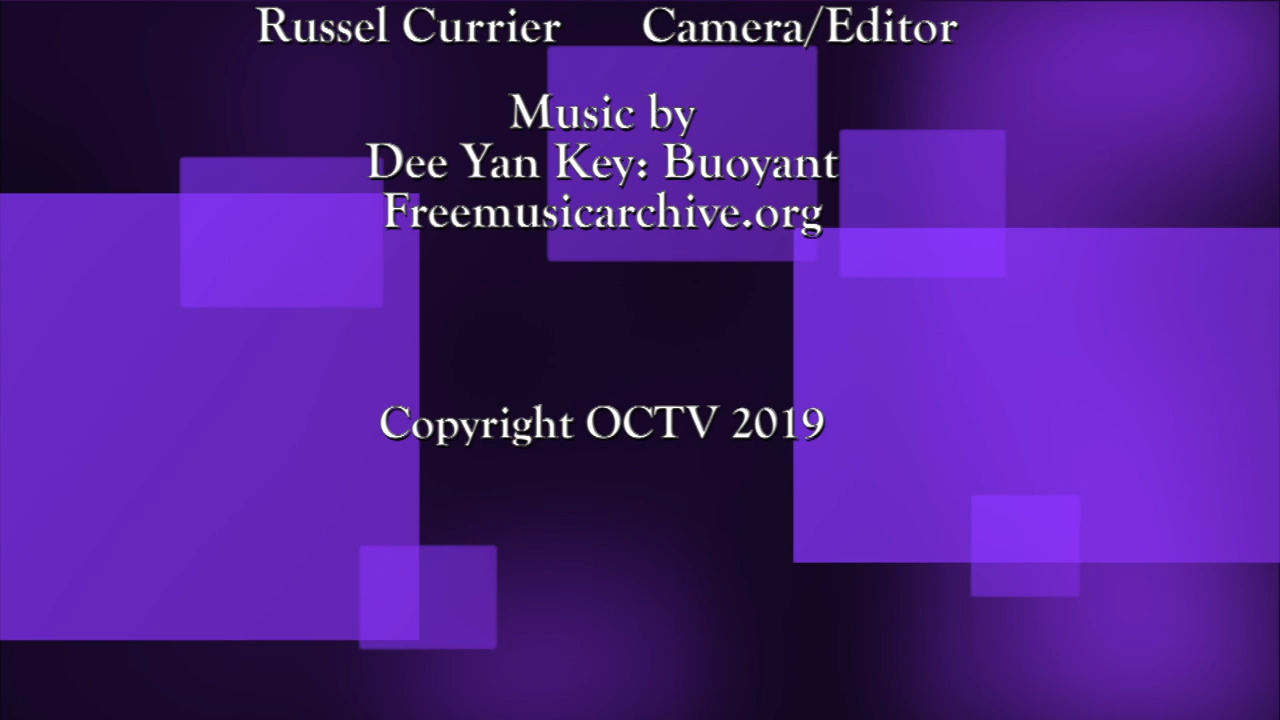 Russel Currier Camera/Editor
Music by
Dee Yan Key: Buoyant
Freemusicarchive.org
Copyright OCTV 2019